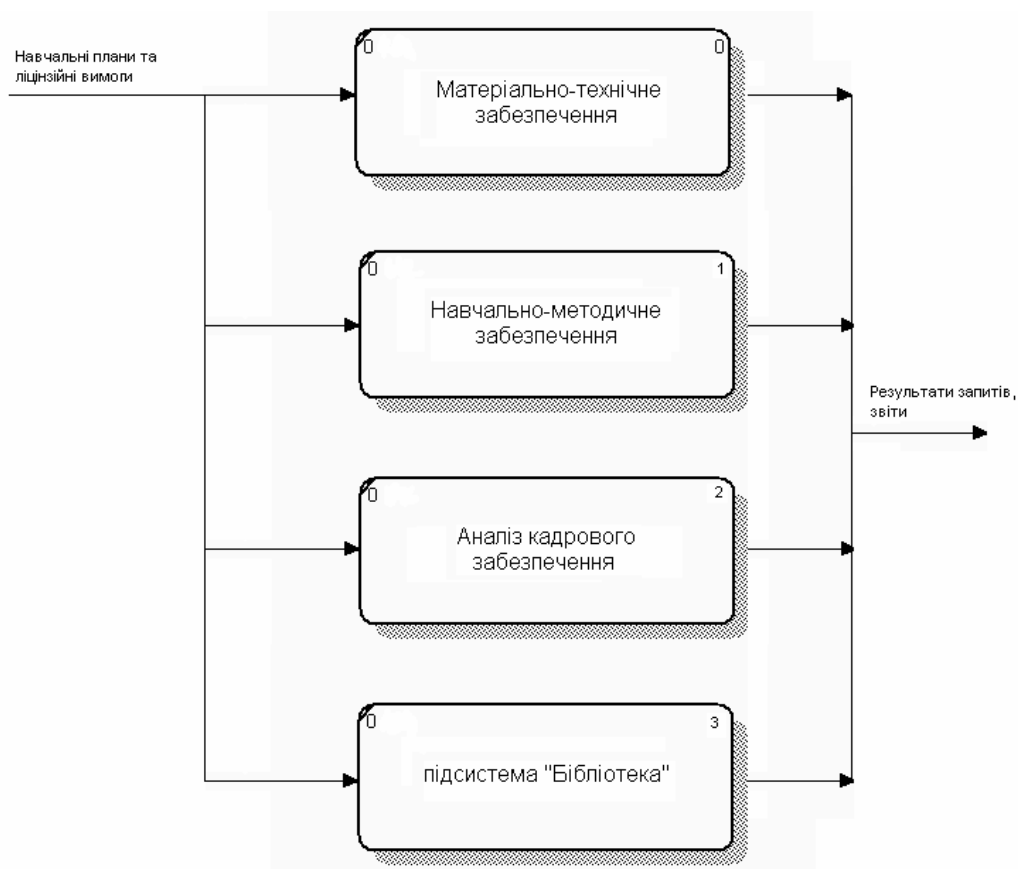 Навчальні плани та
ліцінзійні вимоги
0 0
Матеріально-технічне
забезпечення
0 1
Навчально-методичне
забезпечення
Результати запитів,
звіти
0 2
Аналіз кадрового
забезпечення
0 3
підсистема "Бібліотека"